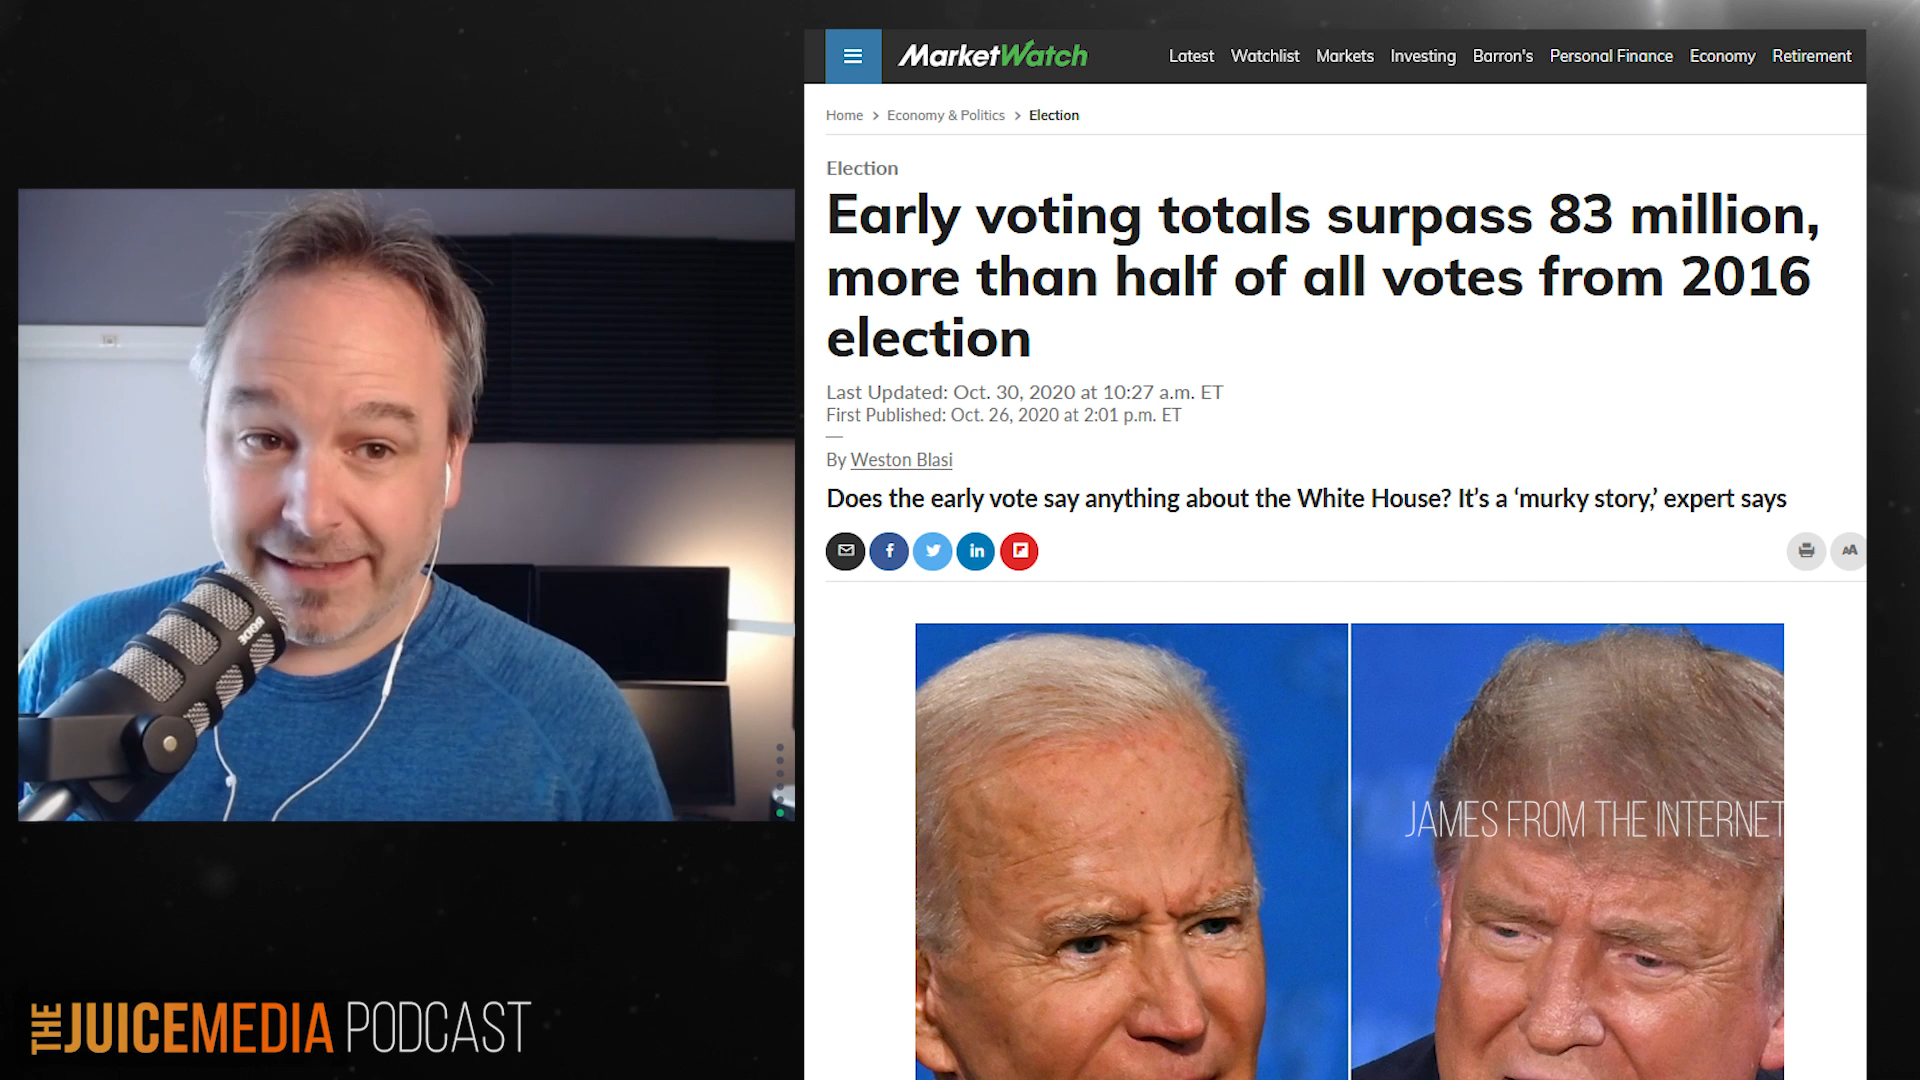 MarketWatch
Latest Watchlist Markets Investing Barron's Personal Finance Economy Retirement
Home > Economy & Politics > Election
Election
Early voting totals surpass 83 million,
more than half of all votes from 2016
election
Last Updated: Oct. 30, 2020 at 10:27 a.m. ET
First Published: Oct. 26, 2020 at 2:01 p.m. ET
By Weston Blasi
Does the early vote say anything about the White House? It’s a ‘murky story,’ expert says
f in AA
RODE
JAMES FROM THE INTERNET
THE JUICEMEDIA PODCAST